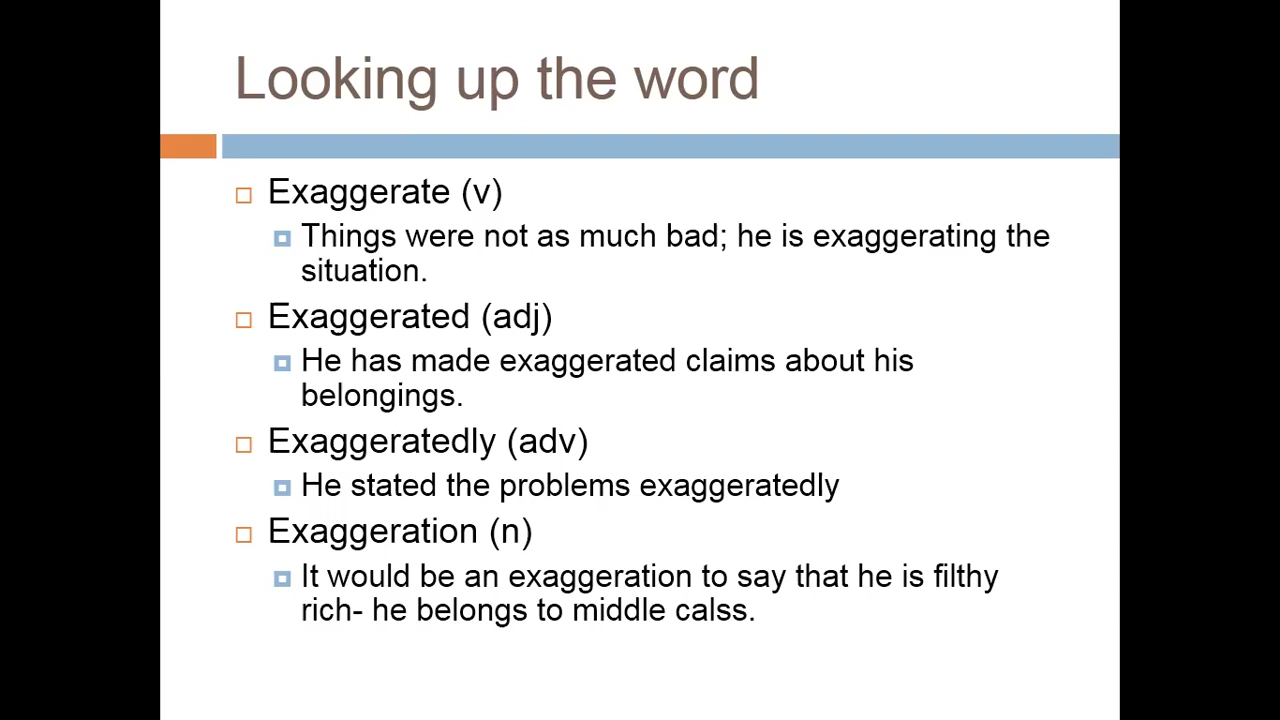 Looking up the word
Exaggerate (v)
Things were not as much bad; he is exaggerating the
situation.
Exaggerated (adj)
He has made exaggerated claims about his
belongings.
Exaggeratedly (adv)
He stated the problems exaggeratedly
Exaggeration (n)
It would be an exaggeration to say that he is filthy
rich- he belongs to middle calss.